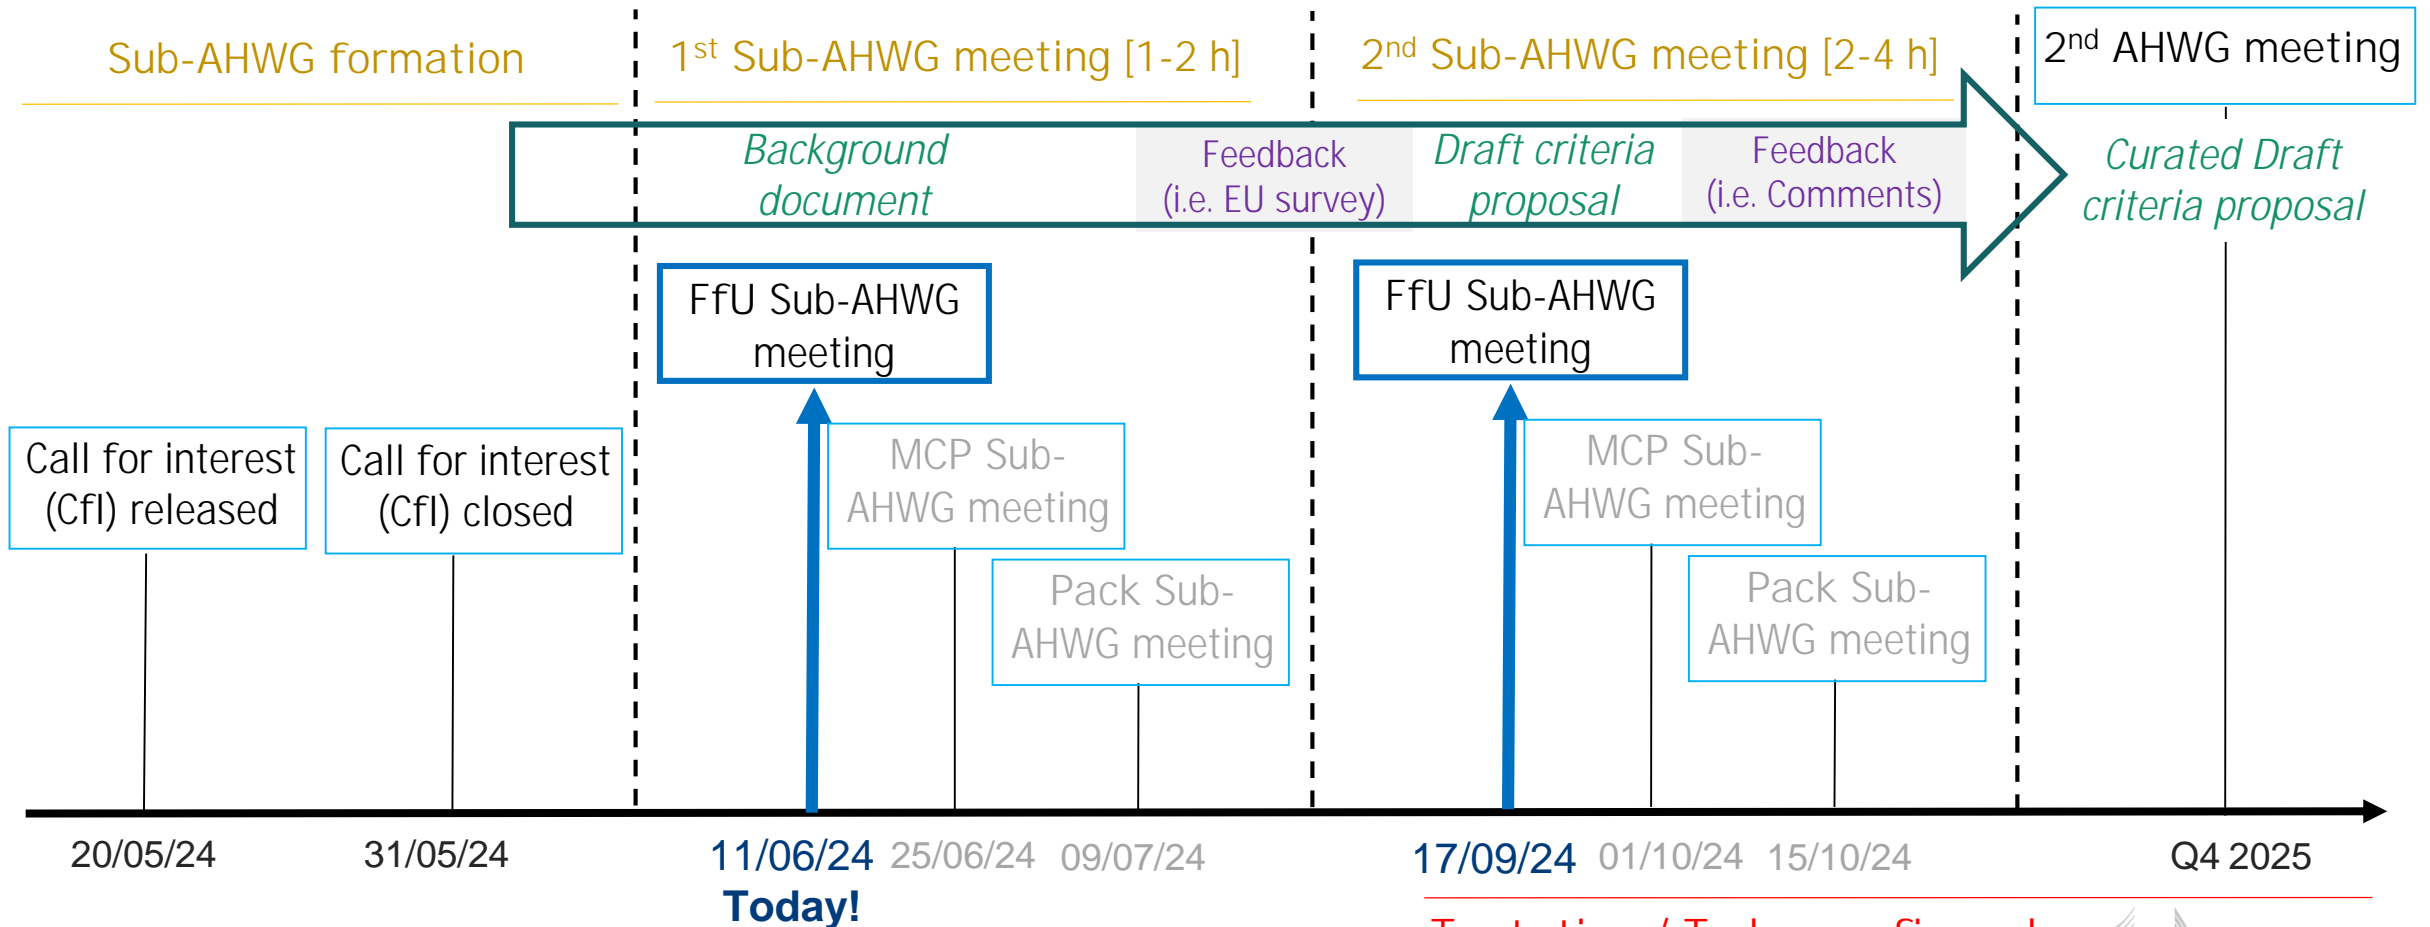 Sub-AHWG formation
1st Sub-AHWG meeting [1-2 h]
2nd Sub-AHWG meeting [2-4 h]
2nd AHWG meeting
Background
document
Feedback
(i.e. EU survey)
Draft criteria
proposal
Feedback
(i.e. Comments)
Curated Draft
criteria proposal
FfU Sub-AHWG
meeting
FfU Sub-AHWG
meeting
Call for interest
(CfI) released
Call for interest
(CfI) closed
MCP Sub-
AHWG meeting
MCP Sub-
AHWG meeting
Pack Sub-
AHWG meeting
Pack Sub-
AHWG meeting
20/05/24
31/05/24
11/06/24
Today!
25/06/24
09/07/24
17/09/24
01/10/24
15/10/24
Q4 2025